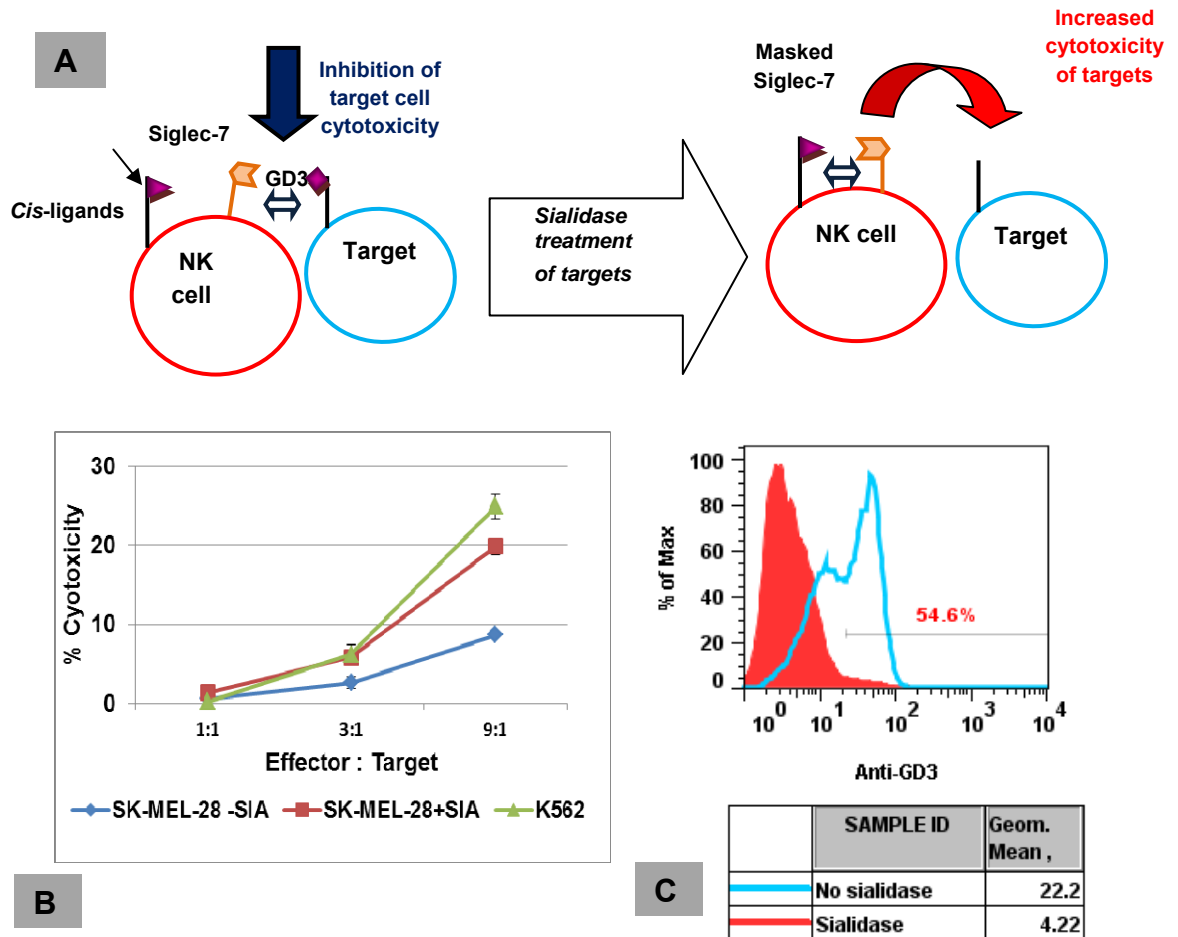 A
Inhibition of
target cell
cytotoxicity
Siglec-7
GD3
Cis-ligands
NK
cell
Target
Sialidase
treatment
of targets
Masked
Siglec-7
Increased
cytotoxicity
of targets
NK cell
Target
% Cyotoxicity
30
20
10
0
1:1
3:1
9:1
Effector : Target
SK-MEL-28 -SIA
SK-MEL-28+SIA
K562
B
% of Max
100
80
60
40
20
0
54.6%
10^0
10^1
10^2
10^3
10^4
Anti-GD3
SAMPLE ID
Geom.
Mean ,
No sialidase 22.2
Sialidase 4.22
C